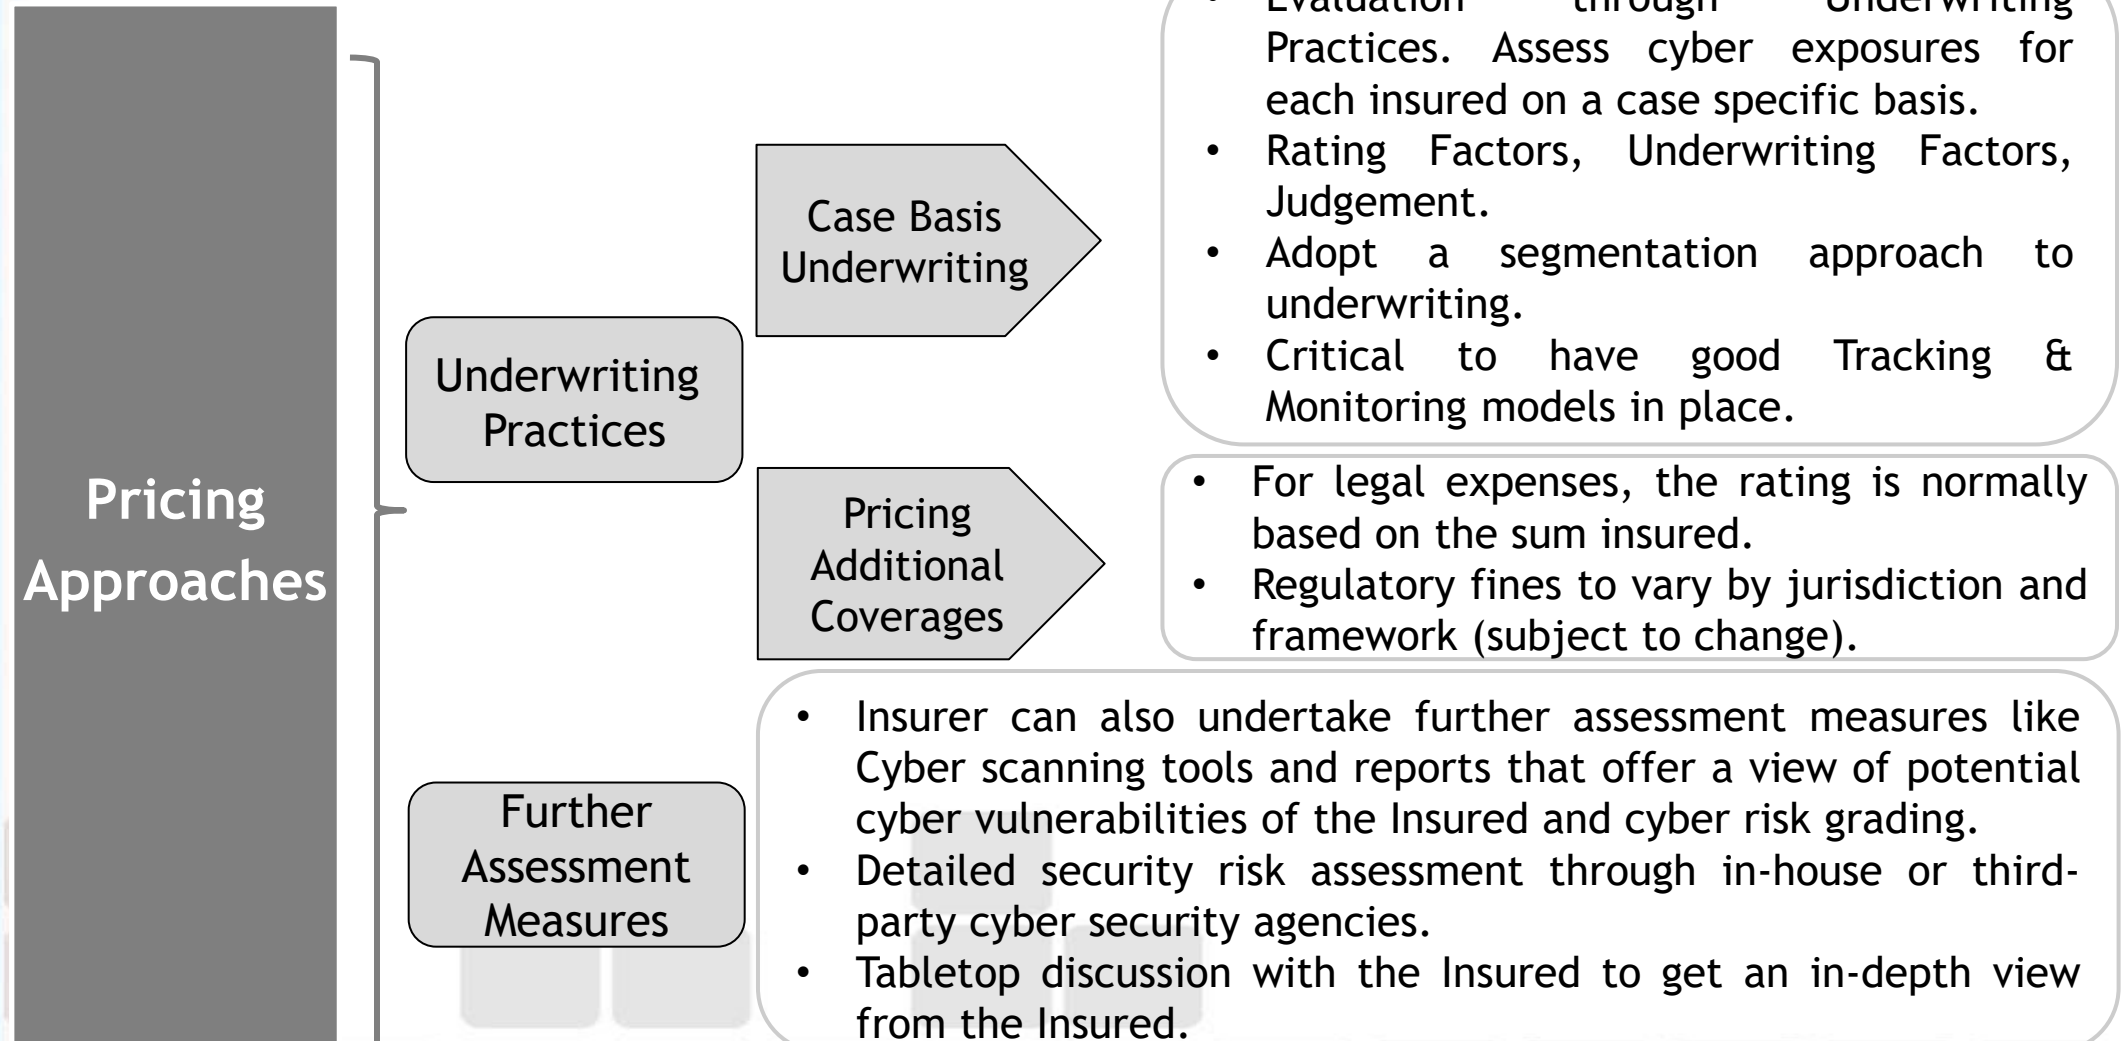 Pricing
Approaches
Underwriting
Practices
Case Basis
Underwriting
• Evaluation through Underwriting
Practices. Assess cyber exposures for
each insured on a case specific basis.
• Rating Factors, Underwriting Factors,
Judgement.
• Adopt a segmentation approach to
underwriting.
• Critical to have good Tracking &
Monitoring models in place.
Pricing
Additional
Coverages
• For legal expenses, the rating is normally
based on the sum insured.
• Regulatory fines to vary by jurisdiction and
framework (subject to change).
Further
Assessment
Measures
• Insurer can also undertake further assessment measures like
Cyber scanning tools and reports that offer a view of potential
cyber vulnerabilities of the Insured and cyber risk grading.
• Detailed security risk assessment through in-house or third-
party cyber security agencies.
• Tabletop discussion with the Insured to get an in-depth view
from the Insured.